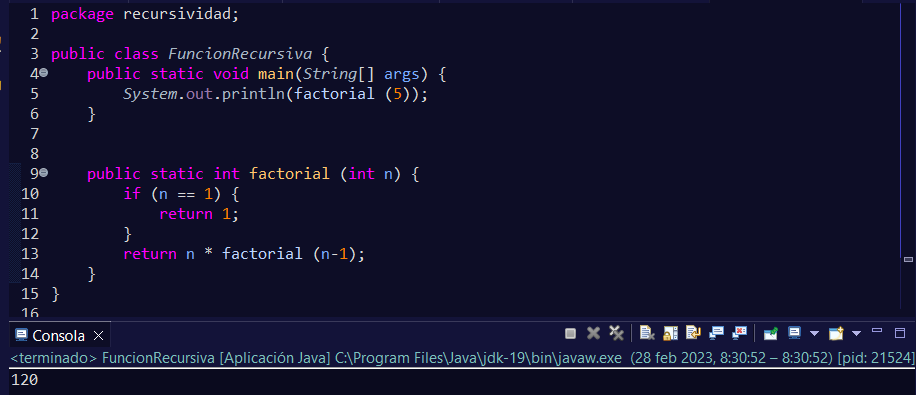 1 package recursividad;
2
3 public class FuncionRecursiva {
4 public static void main(String[] args) {
5 System.out.println(factorial (5));
6 }
7
8
9 public static int factorial (int n) {
10 if (n == 1) {
11 return 1;
12 }
13 return n * factorial (n-1);
14 }
15 }
16
Consola
<terminado> FuncionRecursiva [Aplicación Java] C:\Program Files\Java\jdk-19\bin\javaw.exe (28 feb 2023, 8:30:52 – 8:30:52) [pid: 21524]
120